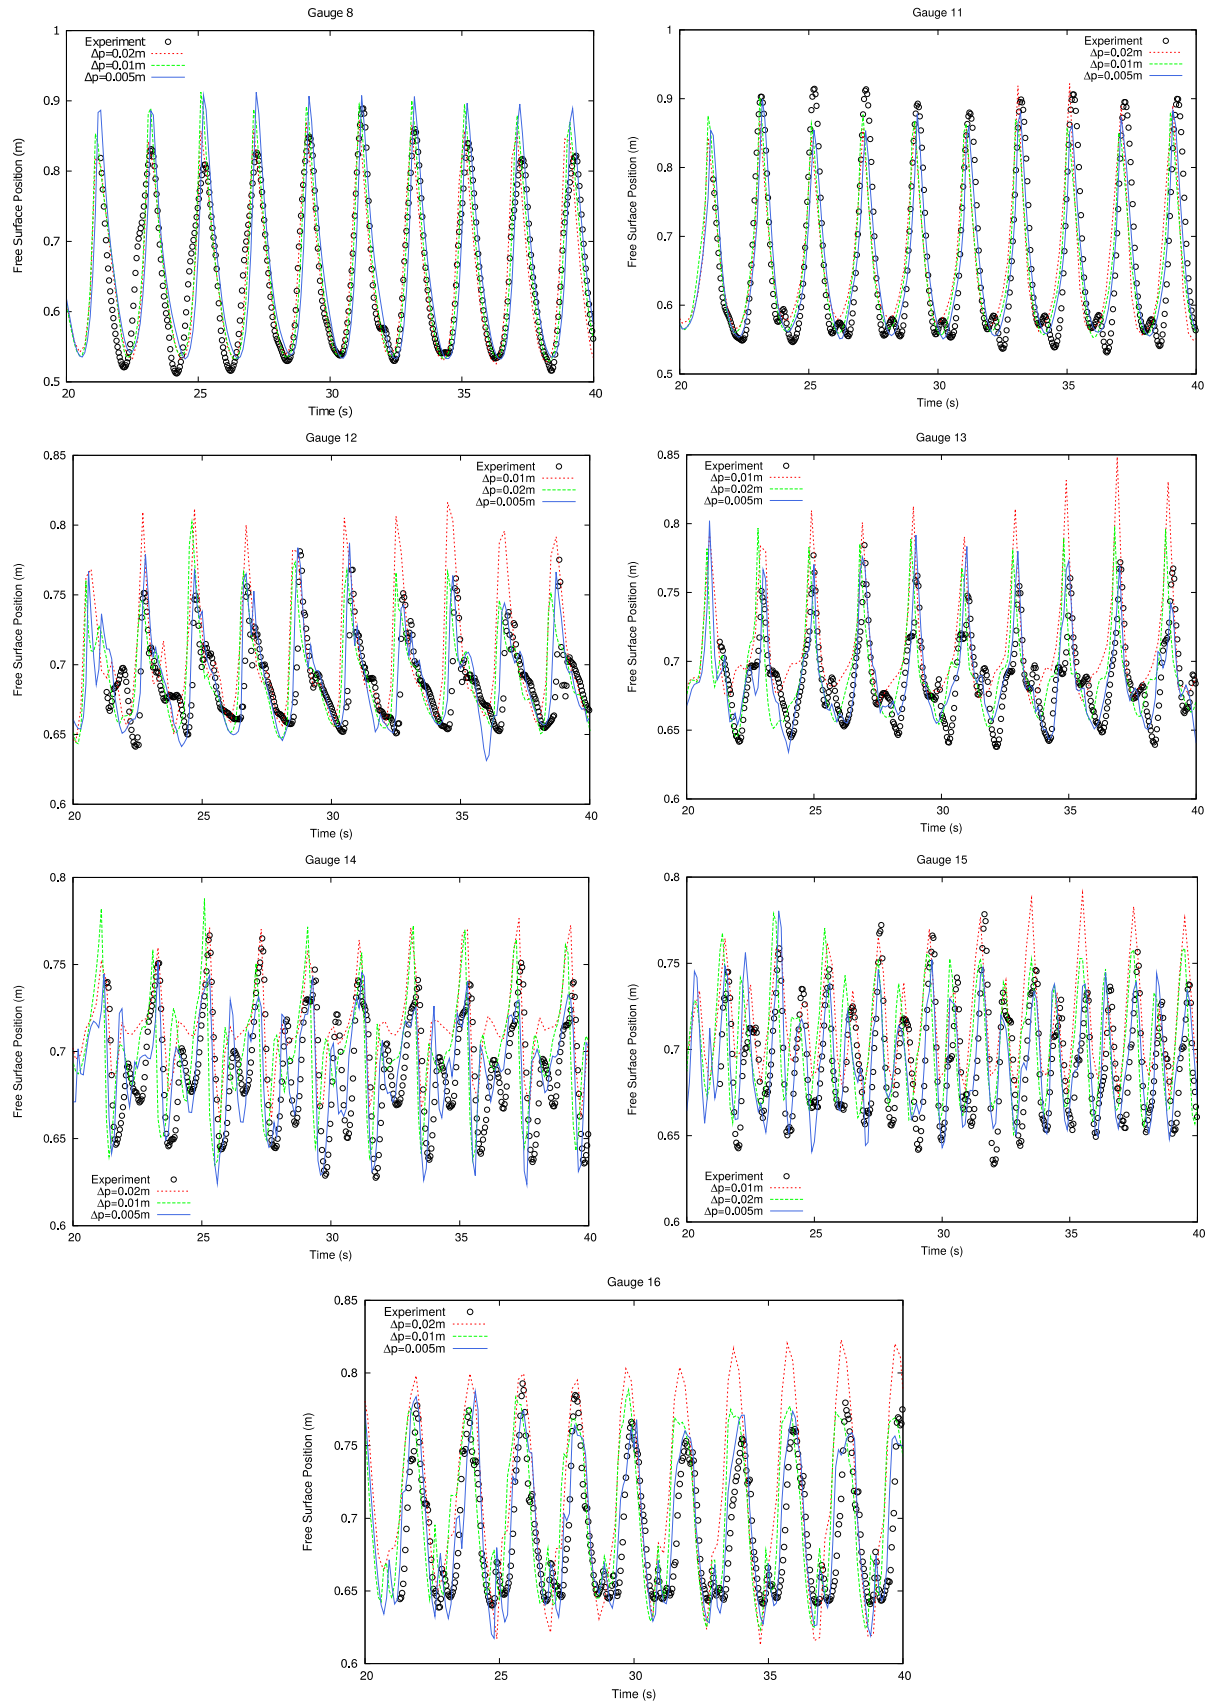 Gauge 8
Free Surface Position (m)
1
0.9
0.8
0.7
0.6
0.5
Experiment
Δp=0.02m
Δp=0.01m
Δp=0.005m
20
25
30
35
40
Time (s)
Gauge 11
Free Surface Position (m)
1
0.9
0.8
0.7
0.6
0.5
Experiment
Δp=0.02m
Δp=0.01m
Δp=0.005m
20
25
30
35
40
Time (s)
Gauge 12
Free Surface Position (m)
0.85
0.8
0.75
0.7
0.65
0.6
Experiment
Δp=0.01m
Δp=0.02m
Δp=0.005m
20
25
30
35
40
Time (s)
Gauge 13
Free Surface Position (m)
0.85
0.8
0.75
0.7
0.65
0.6
Experiment
Δp=0.01m
Δp=0.02m
Δp=0.005m
20
25
30
35
40
Time (s)
Gauge 14
Free Surface Position (m)
0.8
0.75
0.7
0.65
0.6
Experiment
Δp=0.02m
Δp=0.01m
Δp=0.005m
20
25
30
35
40
Time (s)
Gauge 15
Free Surface Position (m)
0.8
0.75
0.7
0.65
0.6
Experiment
Δp=0.01m
Δp=0.02m
Δp=0.005m
20
25
30
35
40
Time (s)
Gauge 16
Free Surface Position (m)
0.85
0.8
0.75
0.7
0.65
0.6
Experiment
Δp=0.02m
Δp=0.01m
Δp=0.005m
20
25
30
35
40
Time (s)